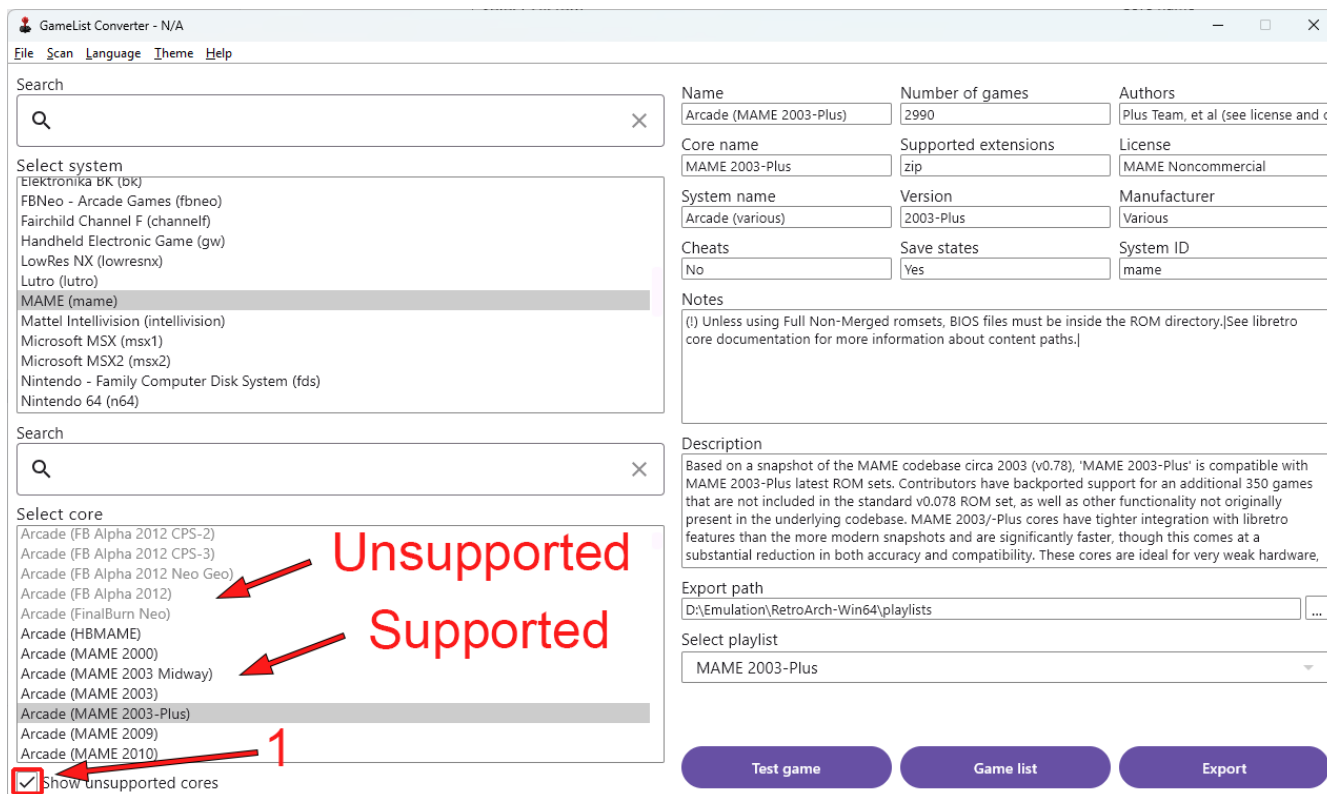 GameList Converter - N/A
File Scan Language Theme Help
Search
Select system
Elektronika BK (bk)
FBNeo - Arcade Games (fbneo)
Fairchild Channel F (channelf)
Handheld Electronic Game (gw)
LowRes NX (lowresnx)
Lutro (lutro)
MAME (mame)
Mattel Intellivision (intellivision)
Microsoft MSX (msx1)
Microsoft MSX2 (msx2)
Nintendo - Family Computer Disk System (fds)
Nintendo 64 (n64)
Search
Select core
Arcade (FB Alpha 2012 CPS-2)
Arcade (FB Alpha 2012 CPS-3)
Arcade (FB Alpha 2012 Neo Geo)
Arcade (FB Alpha 2012)
Arcade (FinalBurn Neo)
Arcade (HBMAME)
Arcade (MAME 2000)
Arcade (MAME 2003 Midway)
Arcade (MAME 2003)
Arcade (MAME 2003-Plus)
Arcade (MAME 2009)
Arcade (MAME 2010)
Unsupported
Supported
1
Show unsupported cores
Name Number of games Authors
Arcade (MAME 2003-Plus) 2990 Plus Team, et al (see license and
Core name Supported extensions License
MAME 2003-Plus zip MAME Noncommercial
System name Version Manufacturer
Arcade (various) 2003-Plus Various
Cheats Save states System ID
No Yes mame
Notes
(!) Unless using Full Non-Merged romsets, BIOS files must be inside the ROM directory.|See libretro
core documentation for more information about content paths.|
Description
Based on a snapshot of the MAME codebase circa 2003 (v0.78), 'MAME 2003-Plus' is compatible with
MAME 2003-Plus latest ROM sets. Contributors have backported support for an additional 350 games
that are not included in the standard v0.078 ROM set, as well as other functionality not originally
present in the underlying codebase. MAME 2003/-Plus cores have tighter integration with libretro
features than the more modern snapshots and are significantly faster, though this comes at a
substantial reduction in both accuracy and compatibility. These cores are ideal for very weak hardware,
Export path
D:\Emulation\RetroArch-Win64\playlists ...
Select playlist
MAME 2003-Plus
Test game Game list Export